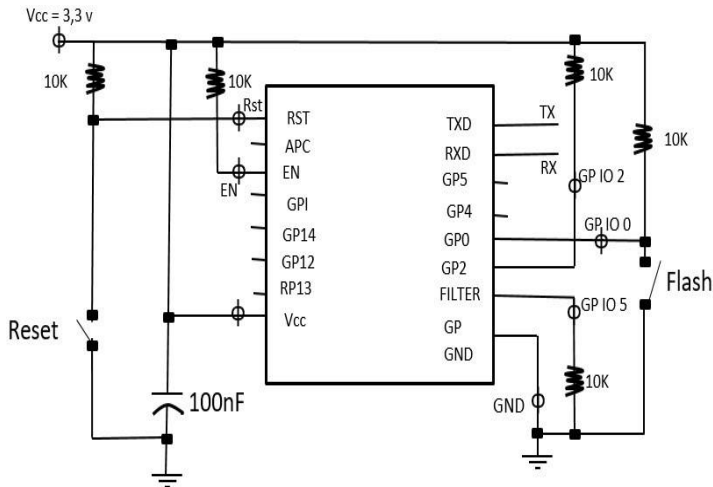 Vcc = 3,3 v
10K
10K
10K
10K
Rst
EN
RST
APC
EN
GPI
GP14
GP12
RP13
Vcc
TXD
RXD
GP5
GP4
GP0
GP2
FILTER
GP
GND
TX
RX
GP IO 2
GP IO 0
GP IO 5
Flash
Reset
100nF
10K
GND